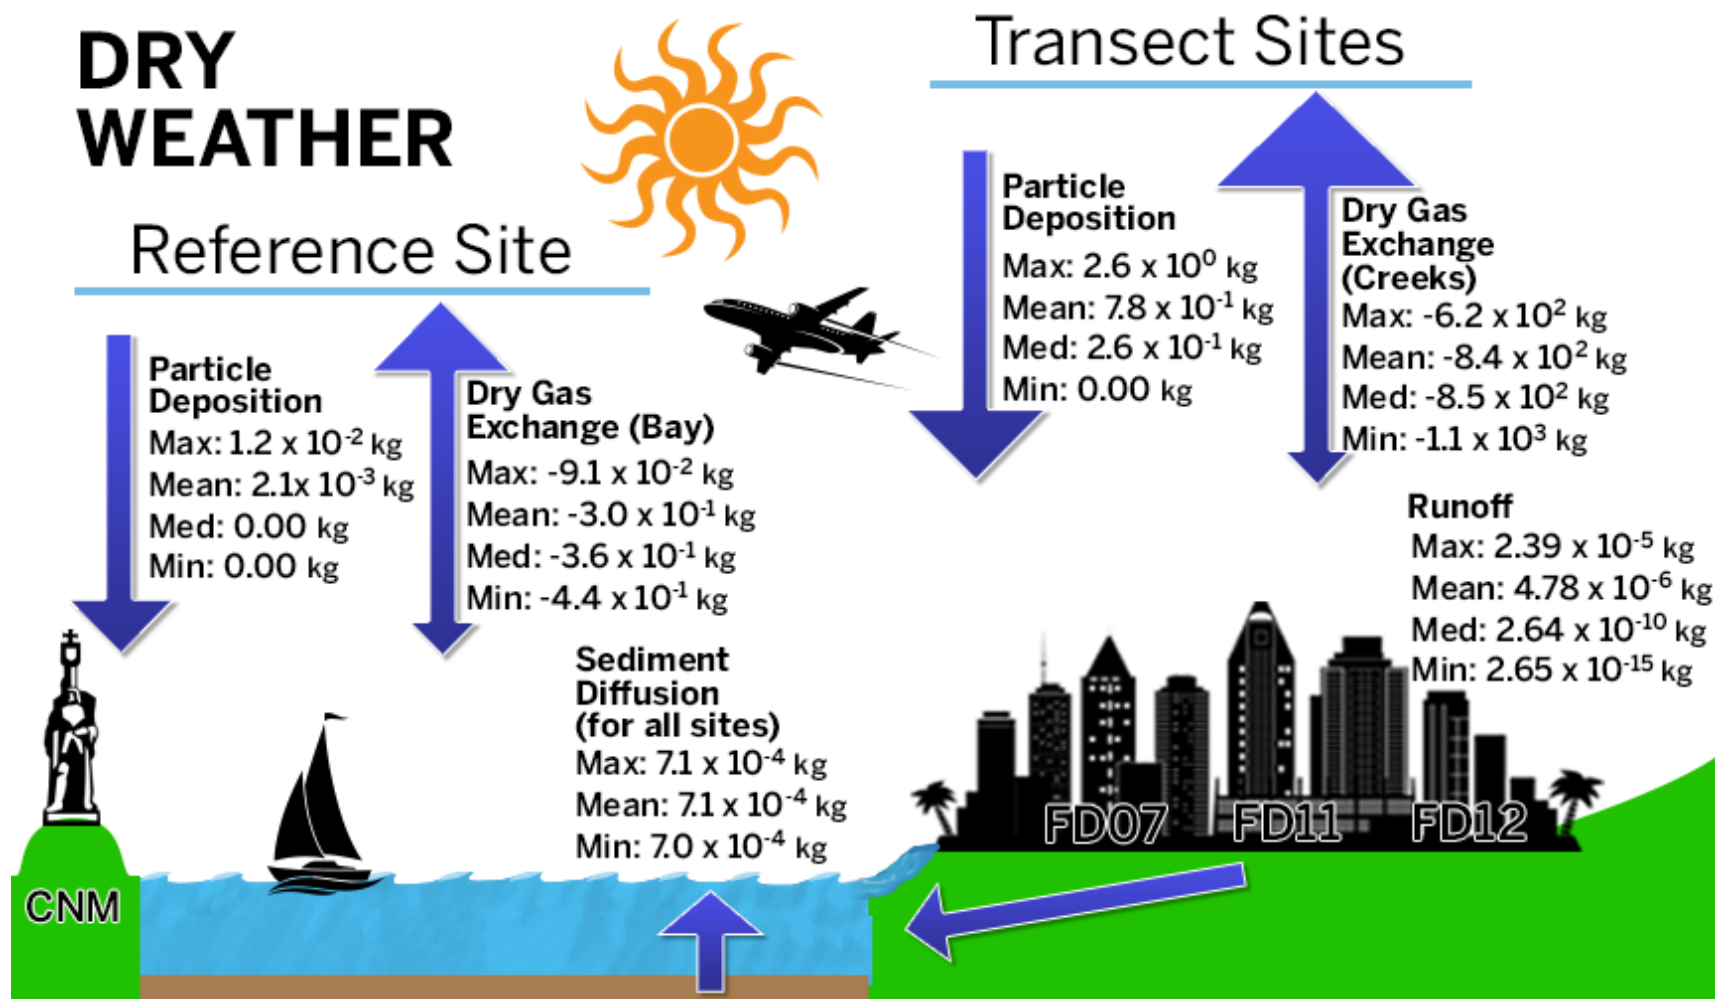 DRY
WEATHER
Reference Site
Particle
Deposition
Max: 1.2 x 10⁻² kg
Mean: 2.1x 10⁻³ kg
Med: 0.00 kg
Min: 0.00 kg
Dry Gas
Exchange (Bay)
Max: -9.1 x 10⁻² kg
Mean: -3.0 x 10⁻¹ kg
Med: -3.6 x 10⁻¹ kg
Min: -4.4 x 10⁻¹ kg
Sediment
Diffusion
(for all sites)
Max: 7.1 x 10⁻⁴ kg
Mean: 7.1 x 10⁻⁴ kg
Min: 7.0 x 10⁻⁴ kg
Transect Sites
Particle
Deposition
Max: 2.6 x 10⁰ kg
Mean: 7.8 x 10⁻¹ kg
Med: 2.6 x 10⁻¹ kg
Min: 0.00 kg
Dry Gas
Exchange
(Creeks)
Max: -6.2 x 10² kg
Mean: -8.4 x 10² kg
Med: -8.5 x 10² kg
Min: -1.1 x 10³ kg
Runoff
Max: 2.39 x 10⁻⁵ kg
Mean: 4.78 x 10⁻⁶ kg
Med: 2.64 x 10⁻¹⁰ kg
Min: 2.65 x 10⁻¹⁵ kg
FD07 FD11 FD12
CNM